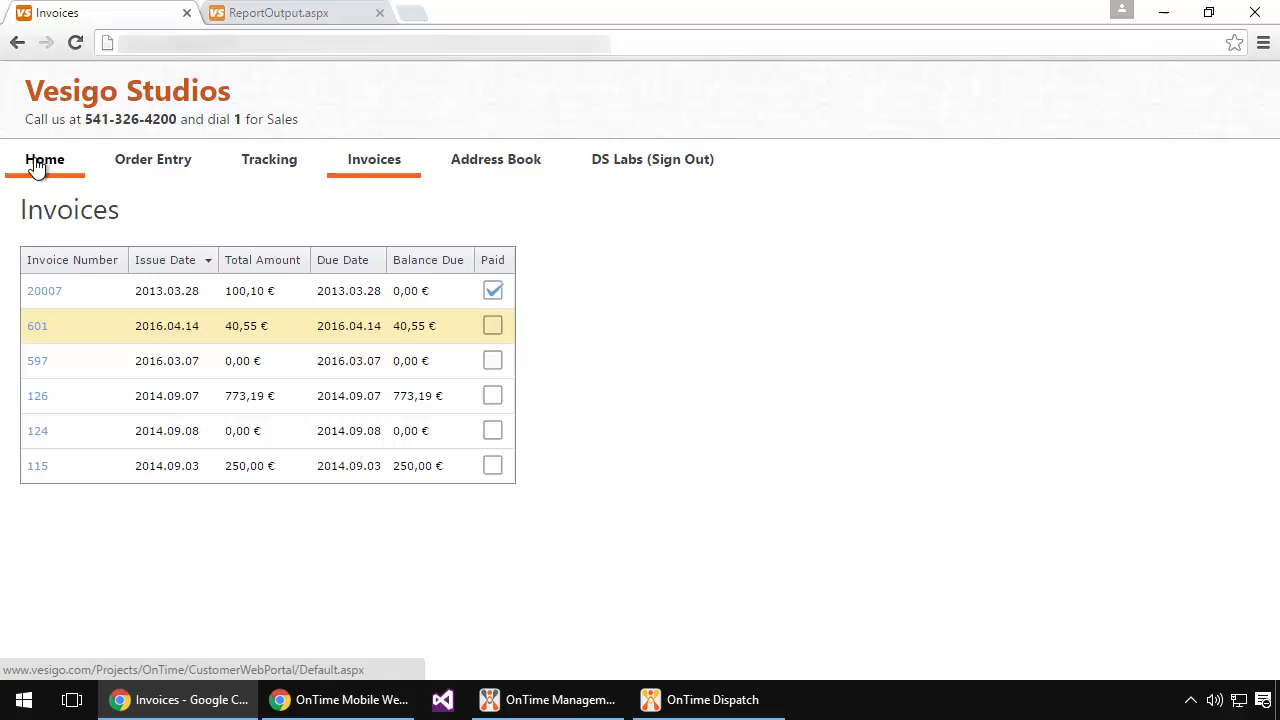 Invoices
ReportOutput.aspx
Vesigo Studios
Call us at 541-326-4200 and dial 1 for Sales
Home Order Entry Tracking Invoices Address Book DS Labs (Sign Out)
Invoices
Invoice Number Issue Date Total Amount Due Date Balance Due Paid
20007 2013.03.28 100,10 € 2013.03.28 0,00 €
601 2016.04.14 40,55 € 2016.04.14 40,55 €
597 2016.03.07 0,00 € 2016.03.07 0,00 €
126 2014.09.07 773,19 € 2014.09.07 773,19 €
124 2014.09.08 0,00 € 2014.09.08 0,00 €
115 2014.09.03 250,00 € 2014.09.03 250,00 €
www.vesigo.com/Projects/OnTime/CustomerWebPortal/Default.aspx
Invoices - Google C... OnTime Mobile We... OnTime Managem... OnTime Dispatch